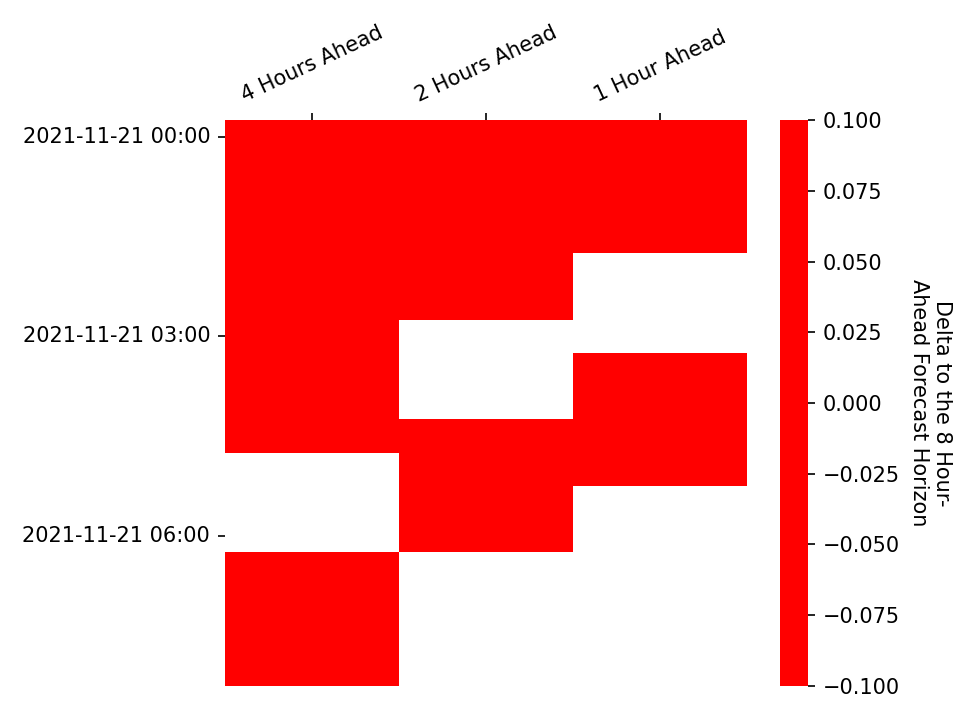 4 Hours Ahead
2 Hours Ahead
1 Hour Ahead
2021-11-21 00:00
2021-11-21 03:00
2021-11-21 06:00
0.100
0.075
0.050
0.025
0.000
−0.025
−0.050
−0.075
−0.100
Delta to the 8 Hour-
Ahead Forecast Horizon